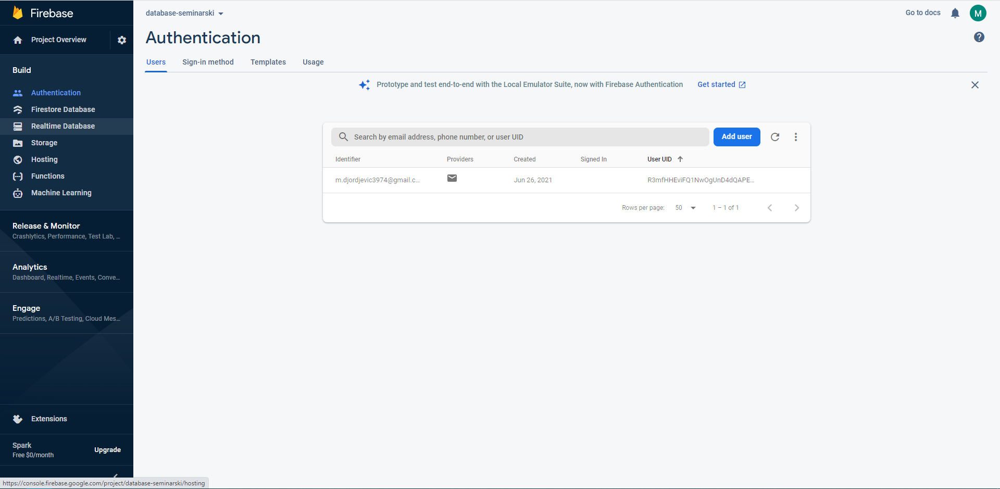 Firebase
Project Overview
Build
Authentication
Firestore Database
Realtime Database
Storage
Hosting
Functions
Machine Learning
Release & Monitor
Crashlytics, Performance, Test Lab, ...
Analytics
Dashboard, Realtime, Events, Conve...
Engage
Predictions, A/B Testing, Cloud Mes...
Extensions
Spark
Free $0/month
Upgrade
https://console.firebase.google.com/project/database-seminarski/hosting
database-seminarski
Go to docs
M
Authentication
?
Users Sign-in method Templates Usage
Prototype and test end-to-end with the Local Emulator Suite, now with Firebase Authentication Get started
Search by email address, phone number, or user UID
Add user
Identifier Providers Created Signed In User UID
m.djordjevic3974@gmail.c... Jun 26, 2021 R3mfHHEviFQ1NwOgUnD4dQAPE...
Rows per page: 50 1 – 1 of 1